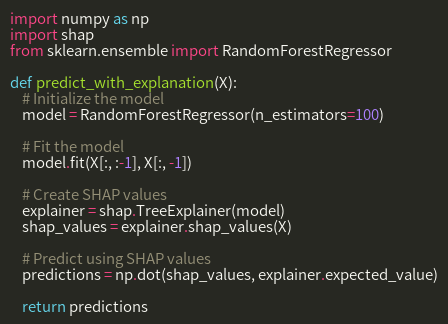 import numpy as np
import shap
from sklearn.ensemble import RandomForestRegressor
def predict_with_explanation(X):
# Initialize the model
model = RandomForestRegressor(n_estimators=100)
# Fit the model
model.fit(X[:, :-1], X[:, -1])
# Create SHAP values
explainer = shap.TreeExplainer(model)
shap_values = explainer.shap_values(X)
# Predict using SHAP values
predictions = np.dot(shap_values, explainer.expected_value)
return predictions